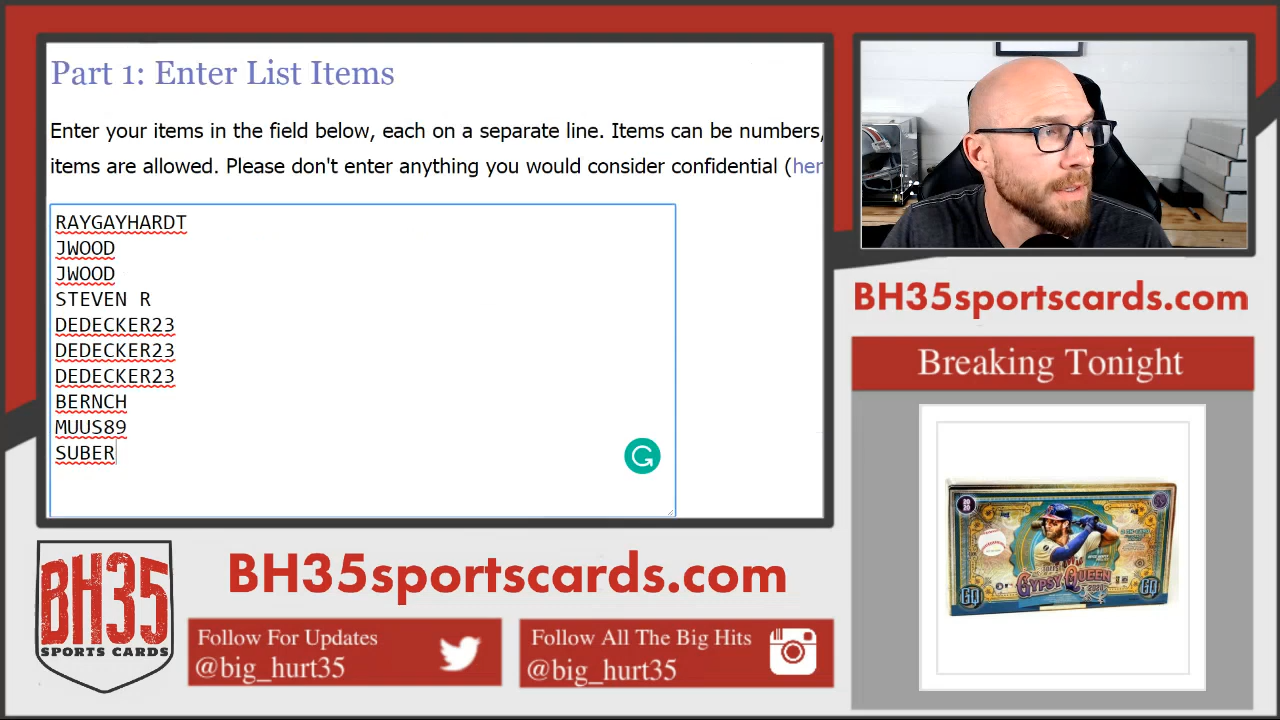 Part 1: Enter List Items
Enter your items in the field below, each on a separate line. Items can be numbers,
items are allowed. Please don't enter anything you would consider confidential (her
RAYGAYHARDT
JWOOD
JWOOD
STEVEN R
DEDECKER23
DEDECKER23
DEDECKER23
BERNCH
MUUS89
SUBER
BH35sportscards.com
Breaking Tonight
2020
GYPSY QUEEN
GQ
GQ
BH35
SPORTS CARDS
BH35sportscards.com
Follow For Updates
@big_hurt35
Follow All The Big Hits
@big_hurt35